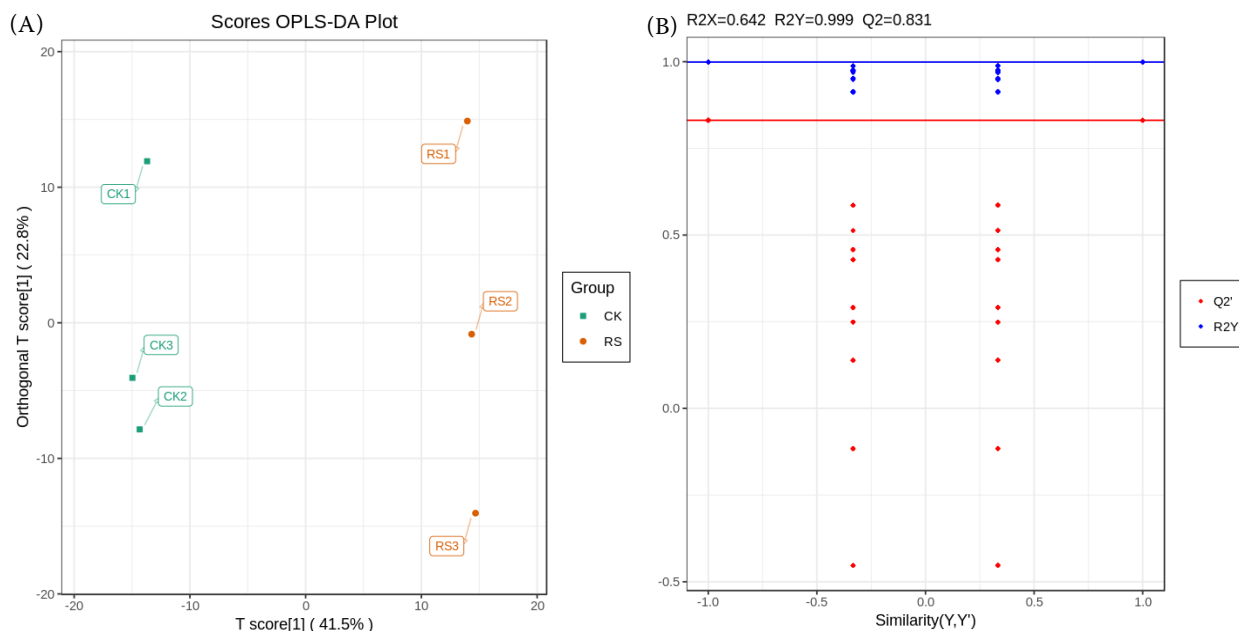 (A)
Scores OPLS-DA Plot
20
10
0
-10
-20
-20
-10
0
10
20
Orthogonal T score[1] ( 22.8% )
T score[1] ( 41.5% )
CK1
CK3
CK2
RS1
RS2
RS3
Group
CK
RS
(B)
R2X=0.642 R2Y=0.999 Q2=0.831
1.0
0.5
0.0
-0.5
-1.0
-0.5
0.0
0.5
1.0
Similarity(Y,Y')
Q2'
R2Y